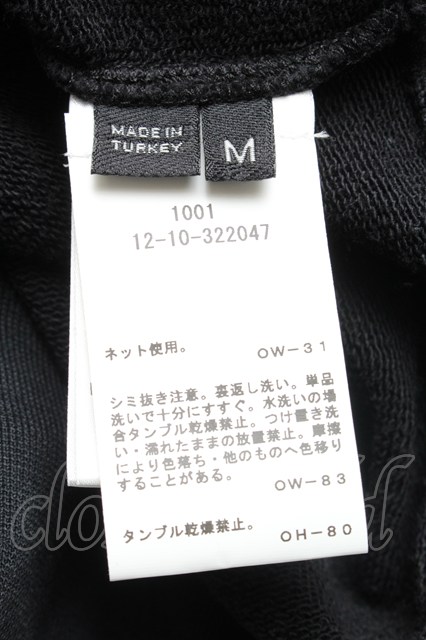 MADE IN
TURKEY
M
1001
12-10-322047
ネット使用。 OW-31
シミ抜き注意。裏返し洗い。単品
洗いで十分にすすぐ。水洗いの場
合タンブル乾燥禁止。つけ置き洗
い・濡れたままの放置禁止。摩擦
により色落ち・他のものへ色移り
することがある。
OW-83
タンブル乾燥禁止。 OH-80